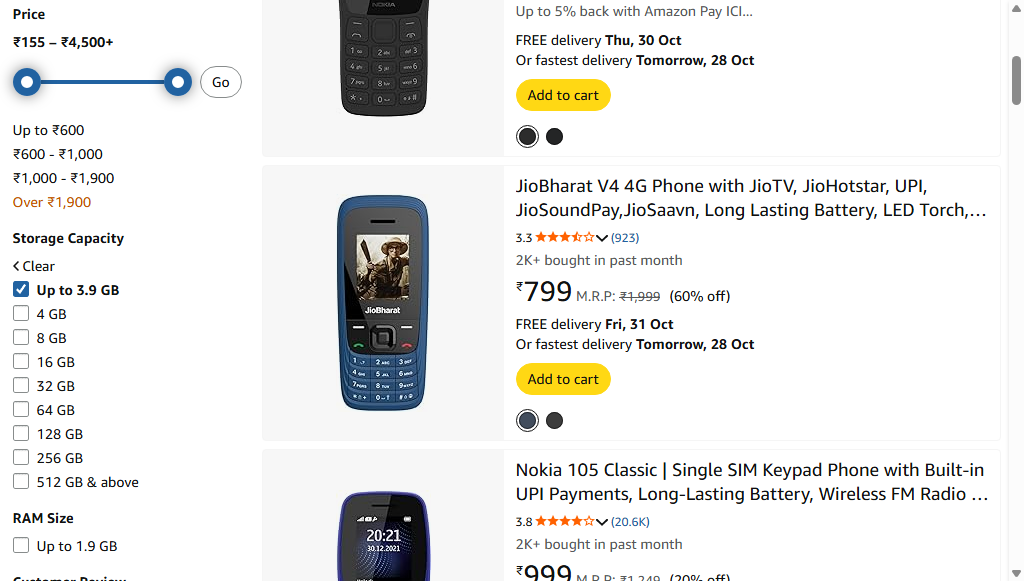 Price
₹155 – ₹4,500+
Go
Up to ₹600
₹600 - ₹1,000
₹1,000 - ₹1,900
Over ₹1,900
Storage Capacity
Clear
Up to 3.9 GB
4 GB
8 GB
16 GB
32 GB
64 GB
128 GB
256 GB
512 GB & above
RAM Size
Up to 1.9 GB
Customer Review
NOKIA
Up to 5% back with Amazon Pay ICI...
FREE delivery Thu, 30 Oct
Or fastest delivery Tomorrow, 28 Oct
Add to cart
JioBharat
JioBharat V4 4G Phone with JioTV, JioHotstar, UPI,
JioSoundPay,JioSaavn, Long Lasting Battery, LED Torch,...
3.3 (923)
2K+ bought in past month
₹799 M.R.P: ₹1,999 (60% off)
FREE delivery Fri, 31 Oct
Or fastest delivery Tomorrow, 28 Oct
Add to cart
20:21
30.12.2021
Nokia 105 Classic | Single SIM Keypad Phone with Built-in
UPI Payments, Long-Lasting Battery, Wireless FM Radio ...
3.8 (20.6K)
2K+ bought in past month
₹999 M.R.P: ₹1,249 (20% off)